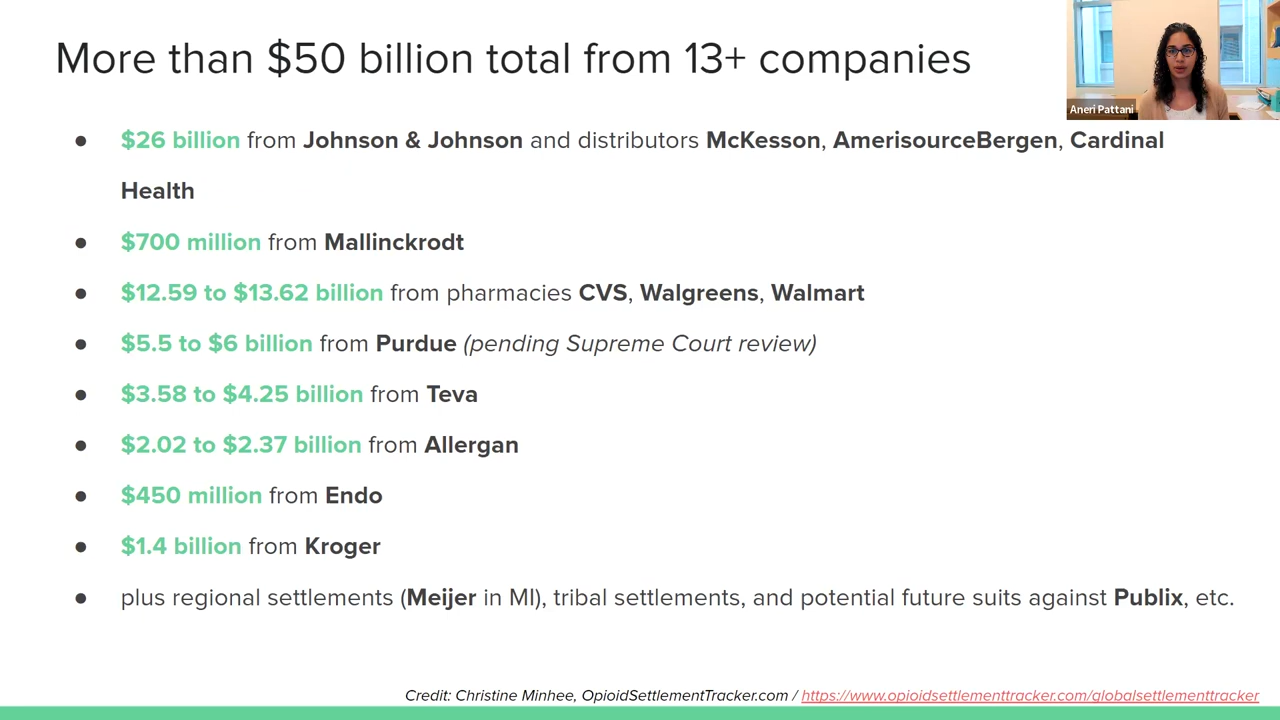 More than $50 billion total from 13+ companies
Aneri Pattani
● $26 billion from Johnson & Johnson and distributors McKesson, AmerisourceBergen, Cardinal
Health
● $700 million from Mallinckrodt
● $12.59 to $13.62 billion from pharmacies CVS, Walgreens, Walmart
● $5.5 to $6 billion from Purdue (pending Supreme Court review)
● $3.58 to $4.25 billion from Teva
● $2.02 to $2.37 billion from Allergan
● $450 million from Endo
● $1.4 billion from Kroger
● plus regional settlements (Meijer in MI), tribal settlements, and potential future suits against Publix, etc.
Credit: Christine Minhee, OpioidSettlementTracker.com / https://www.opioidsettlementtracker.com/globalsettlementtracker